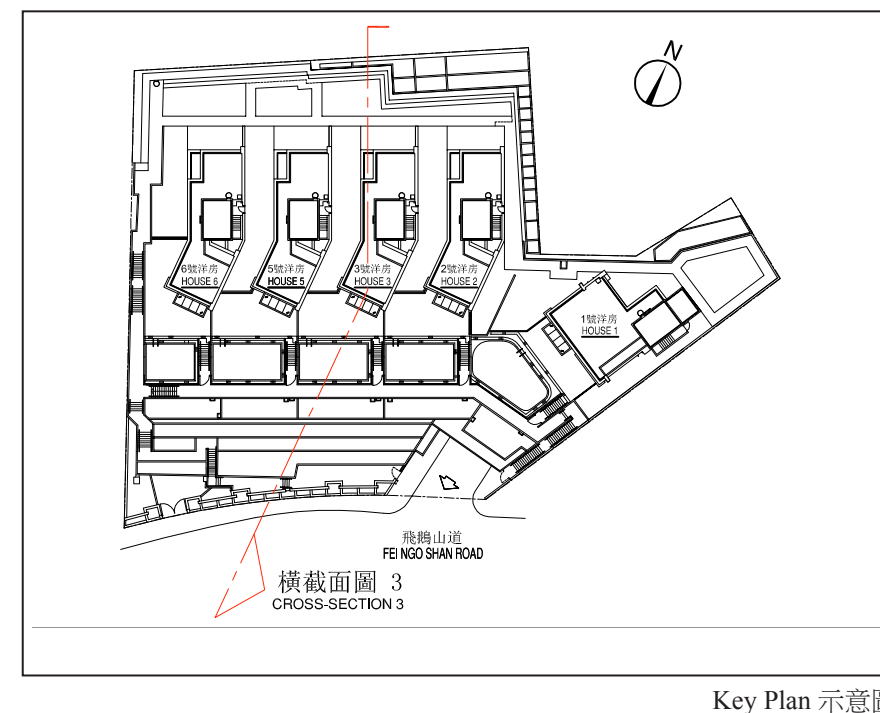 N
6號洋房
HOUSE 6
5號洋房
HOUSE 5
3號洋房
HOUSE 3
2號洋房
HOUSE 2
1號洋房
HOUSE 1
飛鵝山道
FEI NGO SHAN ROAD
橫截面圖 3
CROSS-SECTION 3
Key Plan 示意圖